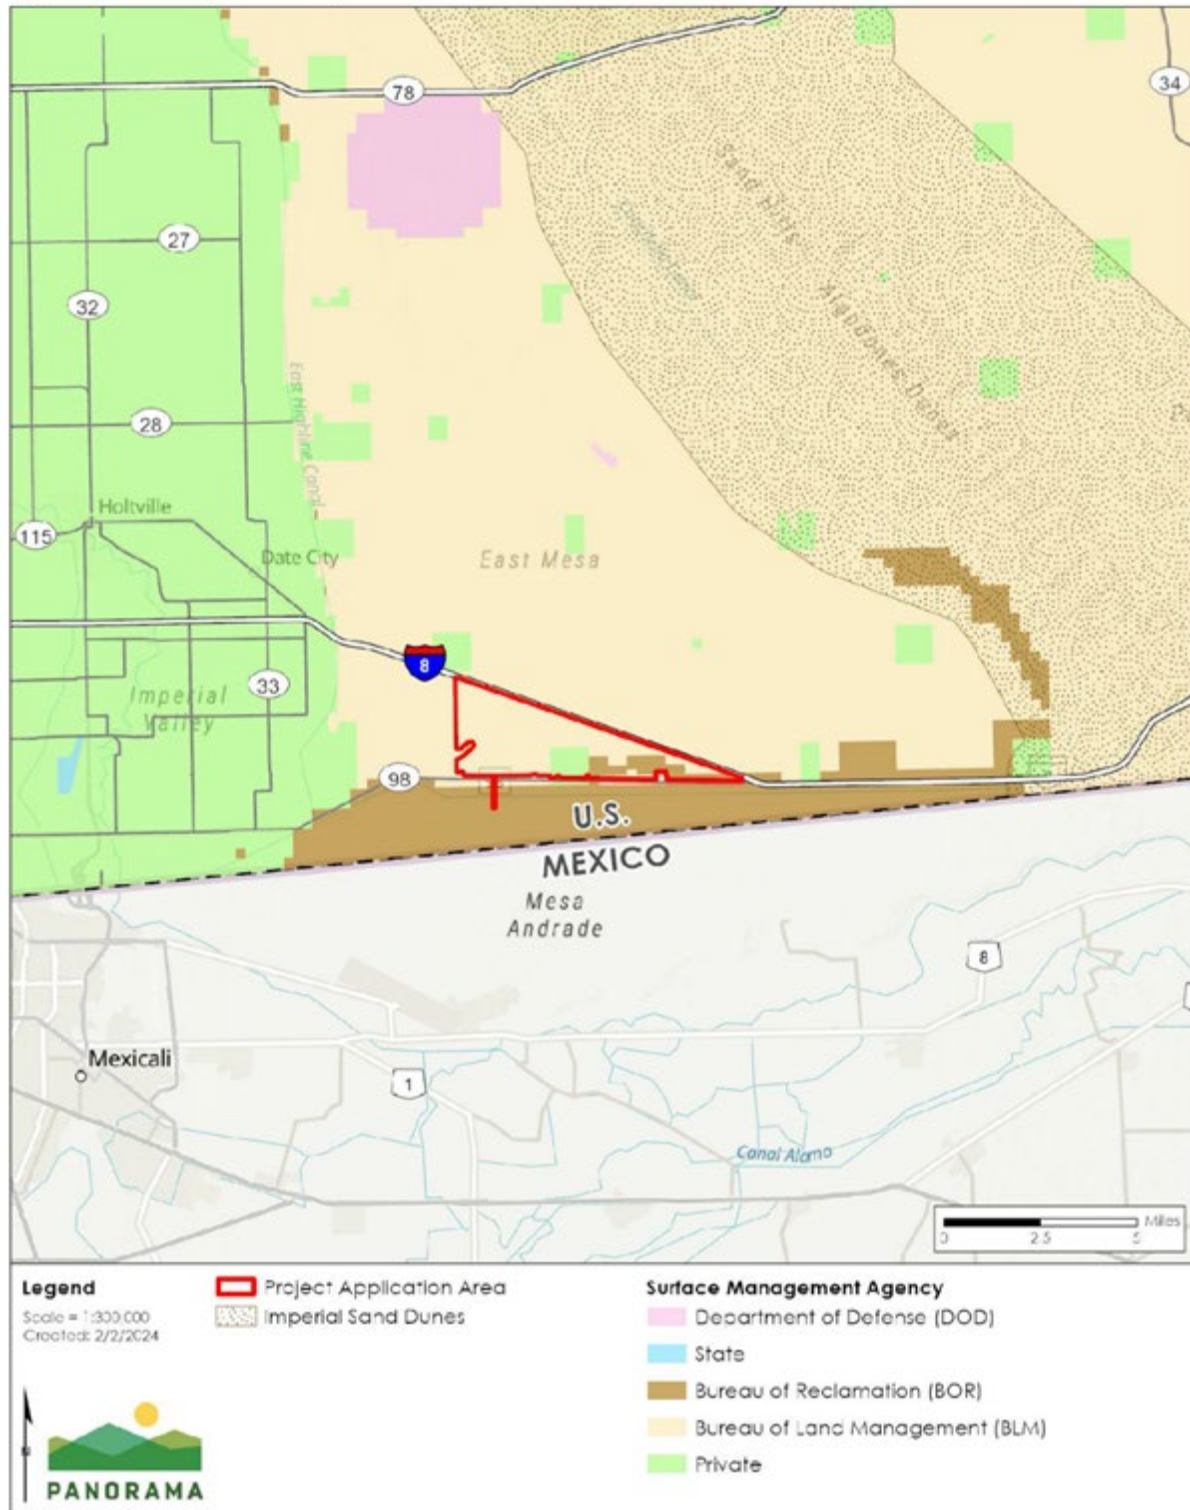 78
34
27
32
Sand Hills
Algodones Dunes
East Highline Canal
28
Holtville
115
Date City
East Mesa
8
Imperial
Valley
33
98
U.S.
MEXICO
Mesa
Andrade
8
Mexicali
1
Canal Alamo
0 2.5 5 Miles
Legend
Scale = 1:300,000
Created: 2/2/2024
Project Application Area
Imperial Sand Dunes
Surface Management Agency
Department of Defense (DOD)
State
Bureau of Reclamation (BOR)
Bureau of Land Management (BLM)
Private
PANORAMA